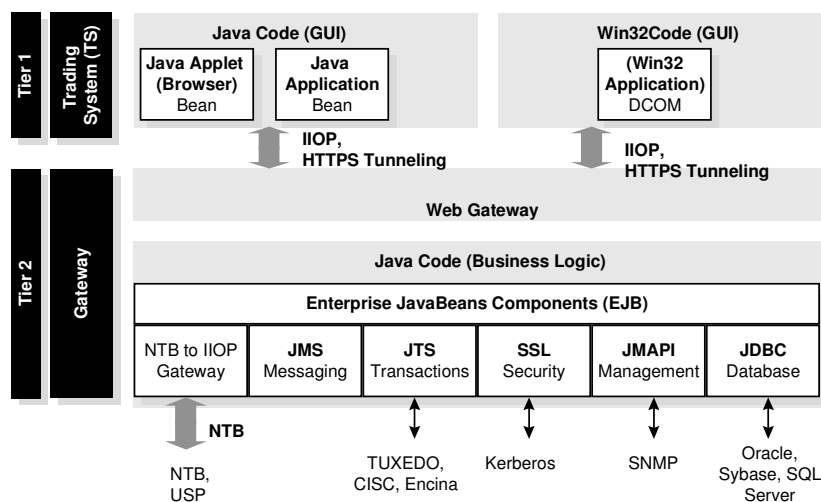 Tier 1
Trading
System (TS)
Java Code (GUI)
Java Applet
(Browser)
Bean
Java
Application
Bean
Win32Code (GUI)
(Win32
Application)
DCOM
IIOP,
HTTPS Tunneling
IIOP,
HTTPS Tunneling
Tier 2
Gateway
Web Gateway
Java Code (Business Logic)
Enterprise JavaBeans Components (EJB)
NTB to IIOP
Gateway
JMS
Messaging
JTS
Transactions
SSL
Security
JMAPI
Management
JDBC
Database
NTB
NTB,
USP
TUXEDO,
CISC, Encina
Kerberos
SNMP
Oracle,
Sybase, SQL
Server